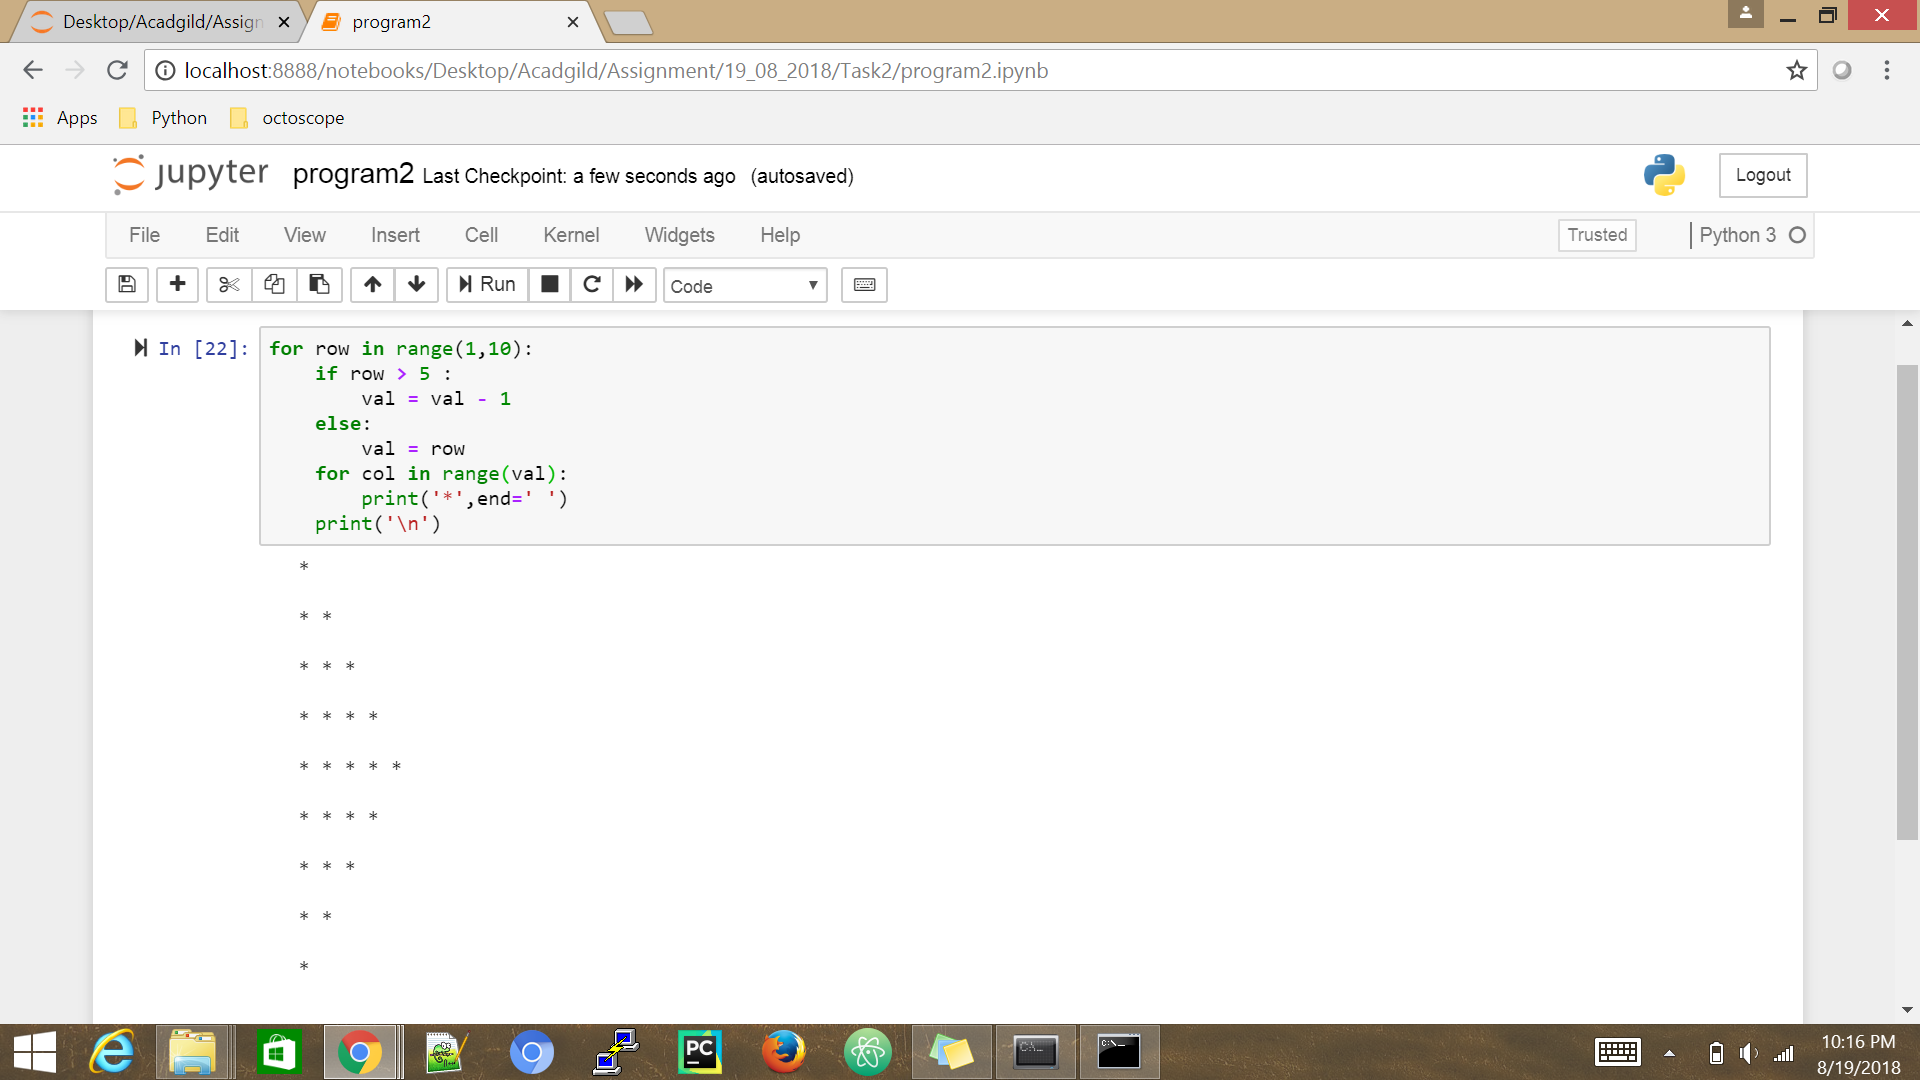 Desktop/Acadgild/Assign
program2
localhost:8888/notebooks/Desktop/Acadgild/Assignment/19_08_2018/Task2/program2.ipynb
Apps Python octoscope
jupyter program2 Last Checkpoint: a few seconds ago (autosaved) Logout
File Edit View Insert Cell Kernel Widgets Help Trusted Python 3
Run Code
In [22]: for row in range(1,10):
    if row > 5 :
        val = val - 1
    else:
        val = row
    for col in range(val):
        print('*',end=' ')
    print('\n')
*
* *
* * *
* * * *
* * * * *
* * * *
* * *
* *
*
PC
C:\_
C:\_
10:16 PM
8/19/2018